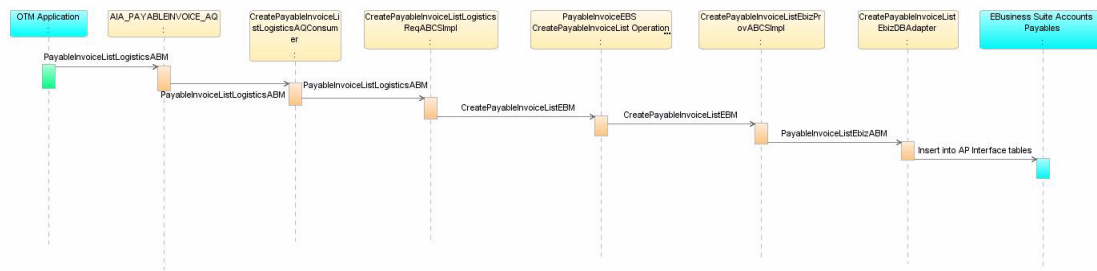 OTM Application
:
AIA_PAYABLEINVOICE_AQ
:
CreatePayableInvoiceLi
stLogisticsAQConsum
er
:
CreatePayableInvoiceListLogistics
ReqABCSImpl
:
PayableInvoiceEBS
CreatePayableInvoiceList Operation
...
:
CreatePayableInvoiceListEbizPr
ovABCSImpl
:
CreatePayableInvoiceList
EbizDBAdapter
:
EBusiness Suite Accounts
Payables
:
PayableInvoiceListLogisticsABM
PayableInvoiceListLogisticsABM
PayableInvoiceListLogisticsABM
CreatePayableInvoiceListEBM
CreatePayableInvoiceListEBM
PayableInvoiceListEbizABM
Insert into AP Interface tables